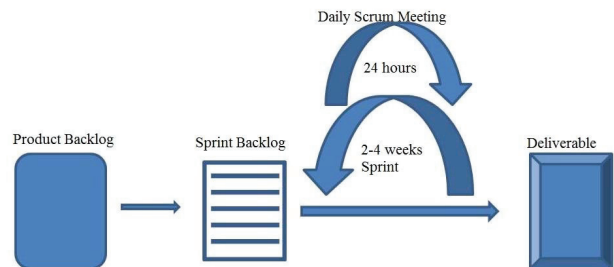 Daily Scrum Meeting
24 hours
Product Backlog
Sprint Backlog
2-4 weeks
Sprint
Deliverable